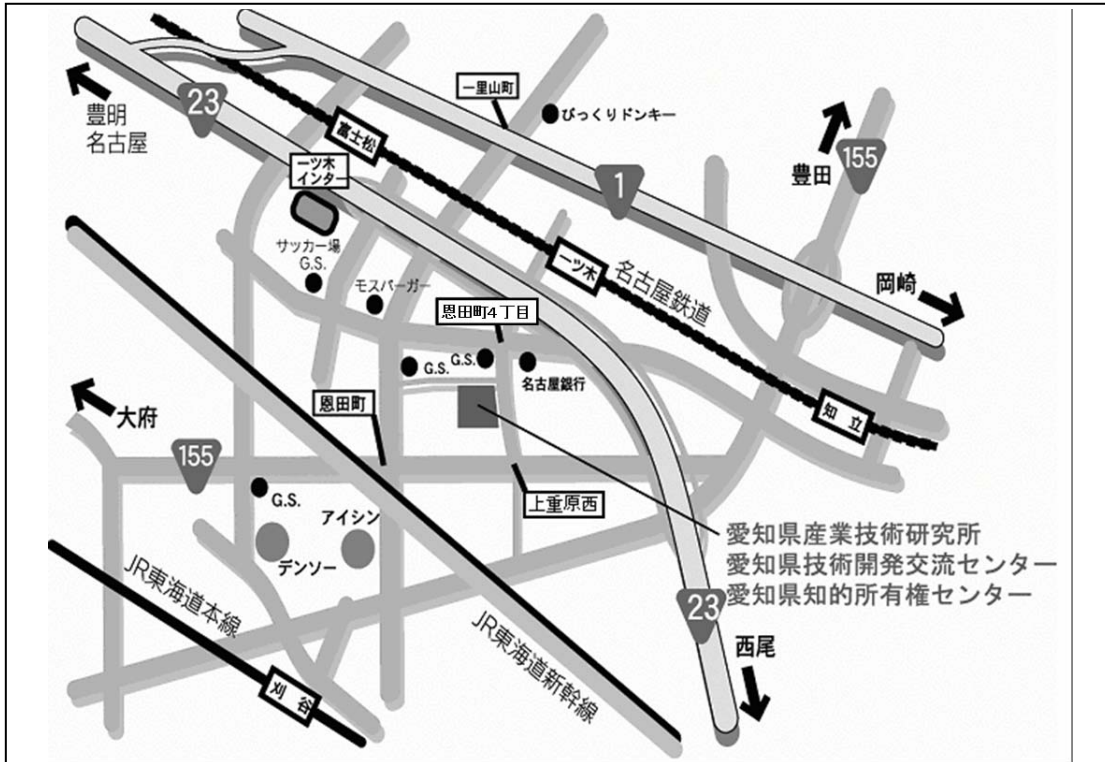 一里山町
びっくりドンキー
23
豊明
名古屋
富士松
豊田
155
一ツ木
インター
1
サッカー場
G.S.
一ツ木
名古屋鉄道
岡崎
モスバーガー
恩田町4丁目
G.S.
G.S.
名古屋銀行
恩田町
大府
知立
155
上重原西
G.S.
アイシン
デンソー
愛知県産業技術研究所
愛知県技術開発交流センター
愛知県知的所有権センター
JR東海道本線
23
西尾
JR東海道新幹線
刈谷